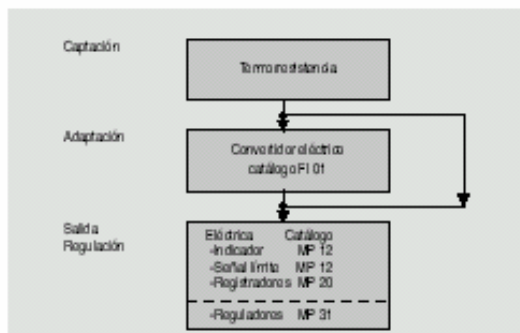 Captación
Termorresistencia
Adaptación
Convertidor eléctrico
catálogo FI 01
Salida
Regulación
Eléctrica Catálogo
-Indicador MP 12
-Señal límite MP 12
-Registradores MP 20
-Reguladores MP 31